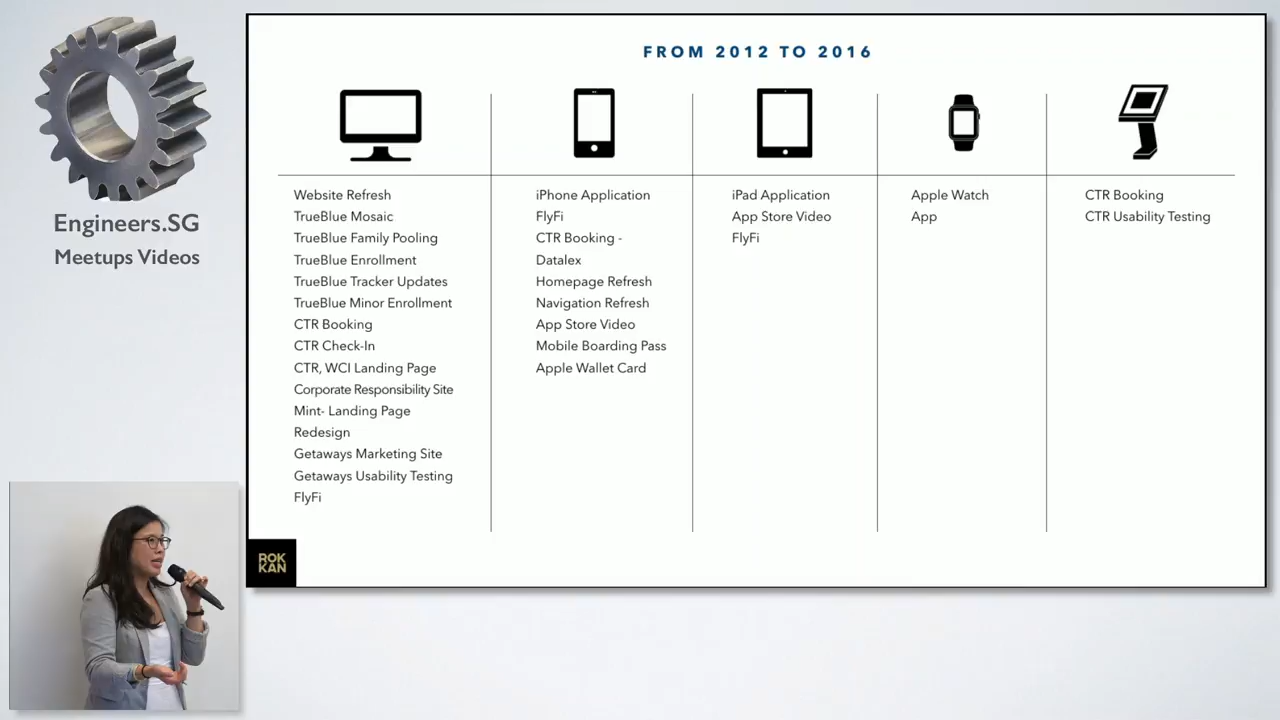 Engineers.SG
Meetups Videos
FROM 2012 TO 2016
Website Refresh
TrueBlue Mosaic
TrueBlue Family Pooling
TrueBlue Enrollment
TrueBlue Tracker Updates
TrueBlue Minor Enrollment
CTR Booking
CTR Check-In
CTR, WCI Landing Page
Corporate Responsibility Site
Mint- Landing Page
Redesign
Getaways Marketing Site
Getaways Usability Testing
FlyFi
iPhone Application
FlyFi
CTR Booking -
Datalex
Homepage Refresh
Navigation Refresh
App Store Video
Mobile Boarding Pass
Apple Wallet Card
iPad Application
App Store Video
FlyFi
Apple Watch
App
CTR Booking
CTR Usability Testing
ROK
KAN